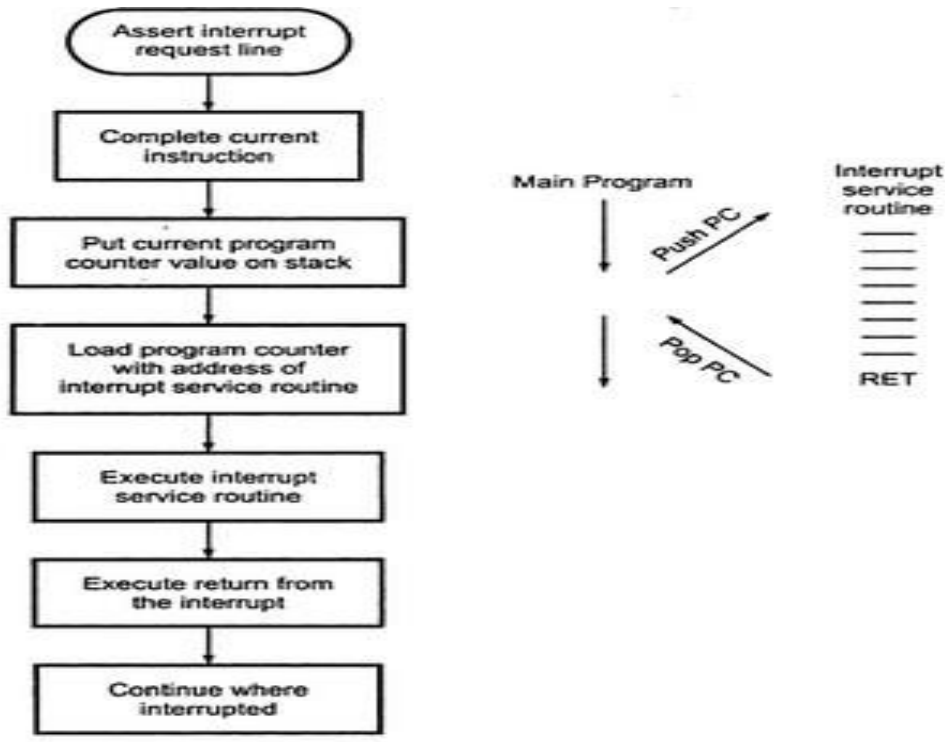 Assert interrupt
request line
Complete current
instruction
Put current program
counter value on stack
Load program counter
with address of
interrupt service routine
Execute interrupt
service routine
Execute return from
the interrupt
Continue where
interrupted
Main Program
Push PC
Pop PC
Interrupt
service
routine
RET